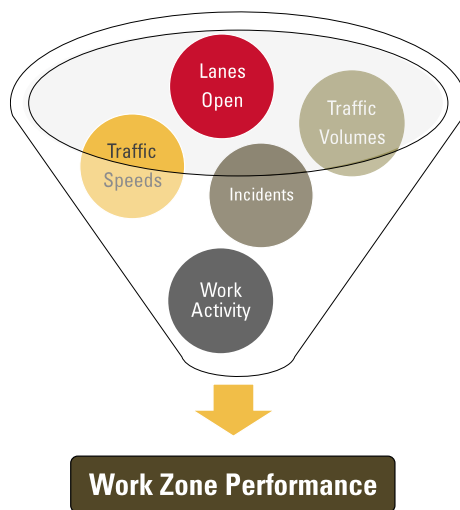 Lanes
Open
Traffic
Volumes
Traffic
Speeds
Incidents
Work
Activity
Work Zone Performance